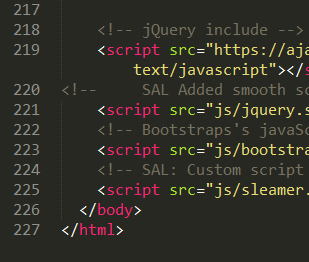 217
218 <!-- jQuery include -->
219 <script src="https://aja
text/javascript"></s
220 <!-- SAL Added smooth sc
221 <script src="js/jquery.s
222 <!-- Bootstraps's javaSc
223 <script src="js/bootstra
224 <!-- SAL: Custom script
225 <script src="js/sleamer.
226 </body>
227 </html>